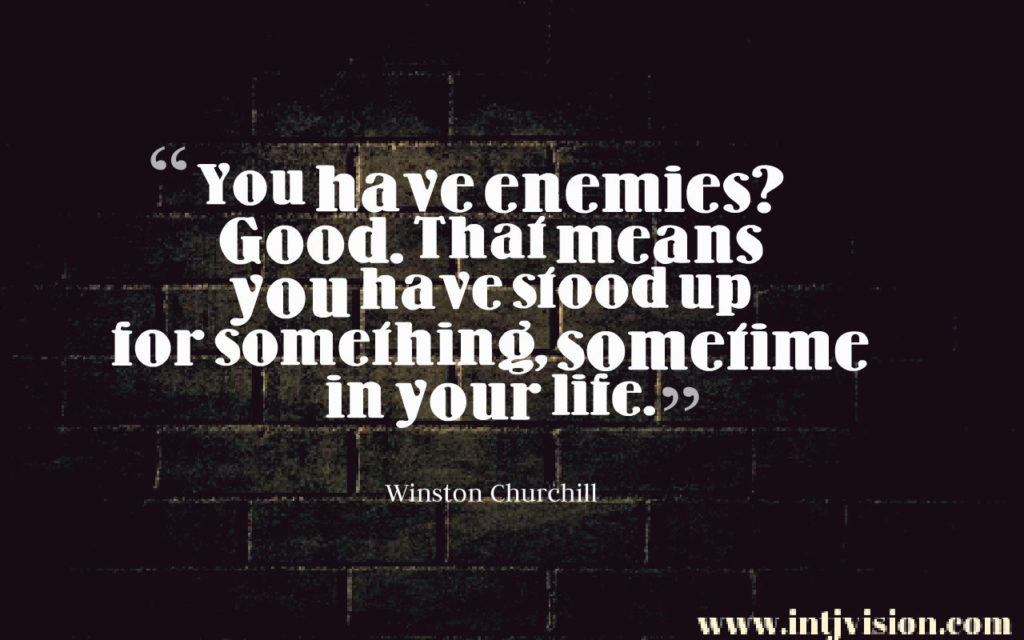 “You have enemies?
Good. That means
you have stood up
for something, sometime
in your life.”
Winston Churchill
www.intjvision.com